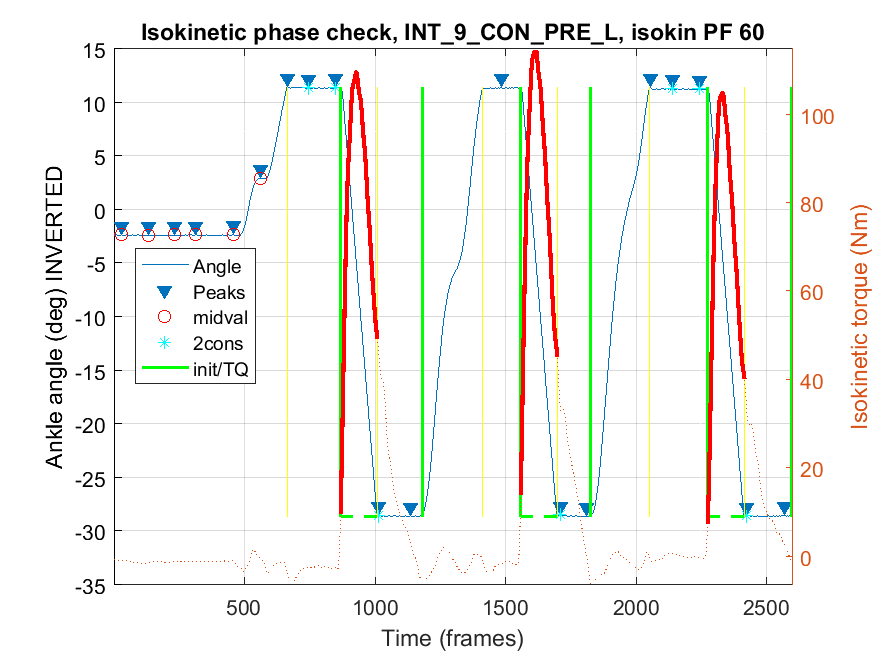 Isokinetic phase check, INT_9_CON_PRE_L, isokin PF 60
Ankle angle (deg) INVERTED
15
10
5
0
-5
-10
-15
-20
-25
-30
-35
Angle
Peaks
midval
2cons
init/TQ
100
80
60
40
20
0
Isokinetic torque (Nm)
500
1000
1500
2000
2500
Time (frames)